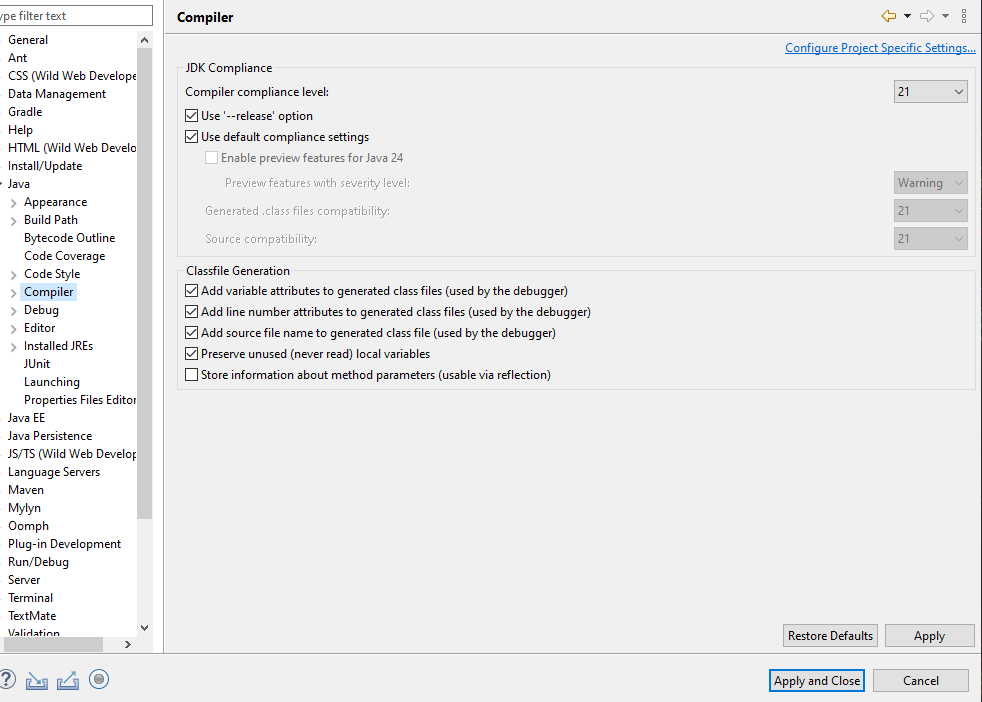 ype filter text
Compiler
Configure Project Specific Settings...
General
Ant
CSS (Wild Web Develope
Data Management
Gradle
Help
HTML (Wild Web Develo
Install/Update
Java
Appearance
Build Path
Bytecode Outline
Code Coverage
Code Style
Compiler
Debug
Editor
Installed JREs
JUnit
Launching
Properties Files Editor
Java EE
Java Persistence
JS/TS (Wild Web Develop
Language Servers
Maven
Mylyn
Oomph
Plug-in Development
Run/Debug
Server
Terminal
TextMate
Validation
JDK Compliance
Compiler compliance level: 21
Use '--release' option
Use default compliance settings
Enable preview features for Java 24
Preview features with severity level: Warning
Generated .class files compatibility: 21
Source compatibility: 21
Classfile Generation
Add variable attributes to generated class files (used by the debugger)
Add line number attributes to generated class files (used by the debugger)
Add source file name to generated class file (used by the debugger)
Preserve unused (never read) local variables
Store information about method parameters (usable via reflection)
Restore Defaults Apply
? Apply and Close Cancel